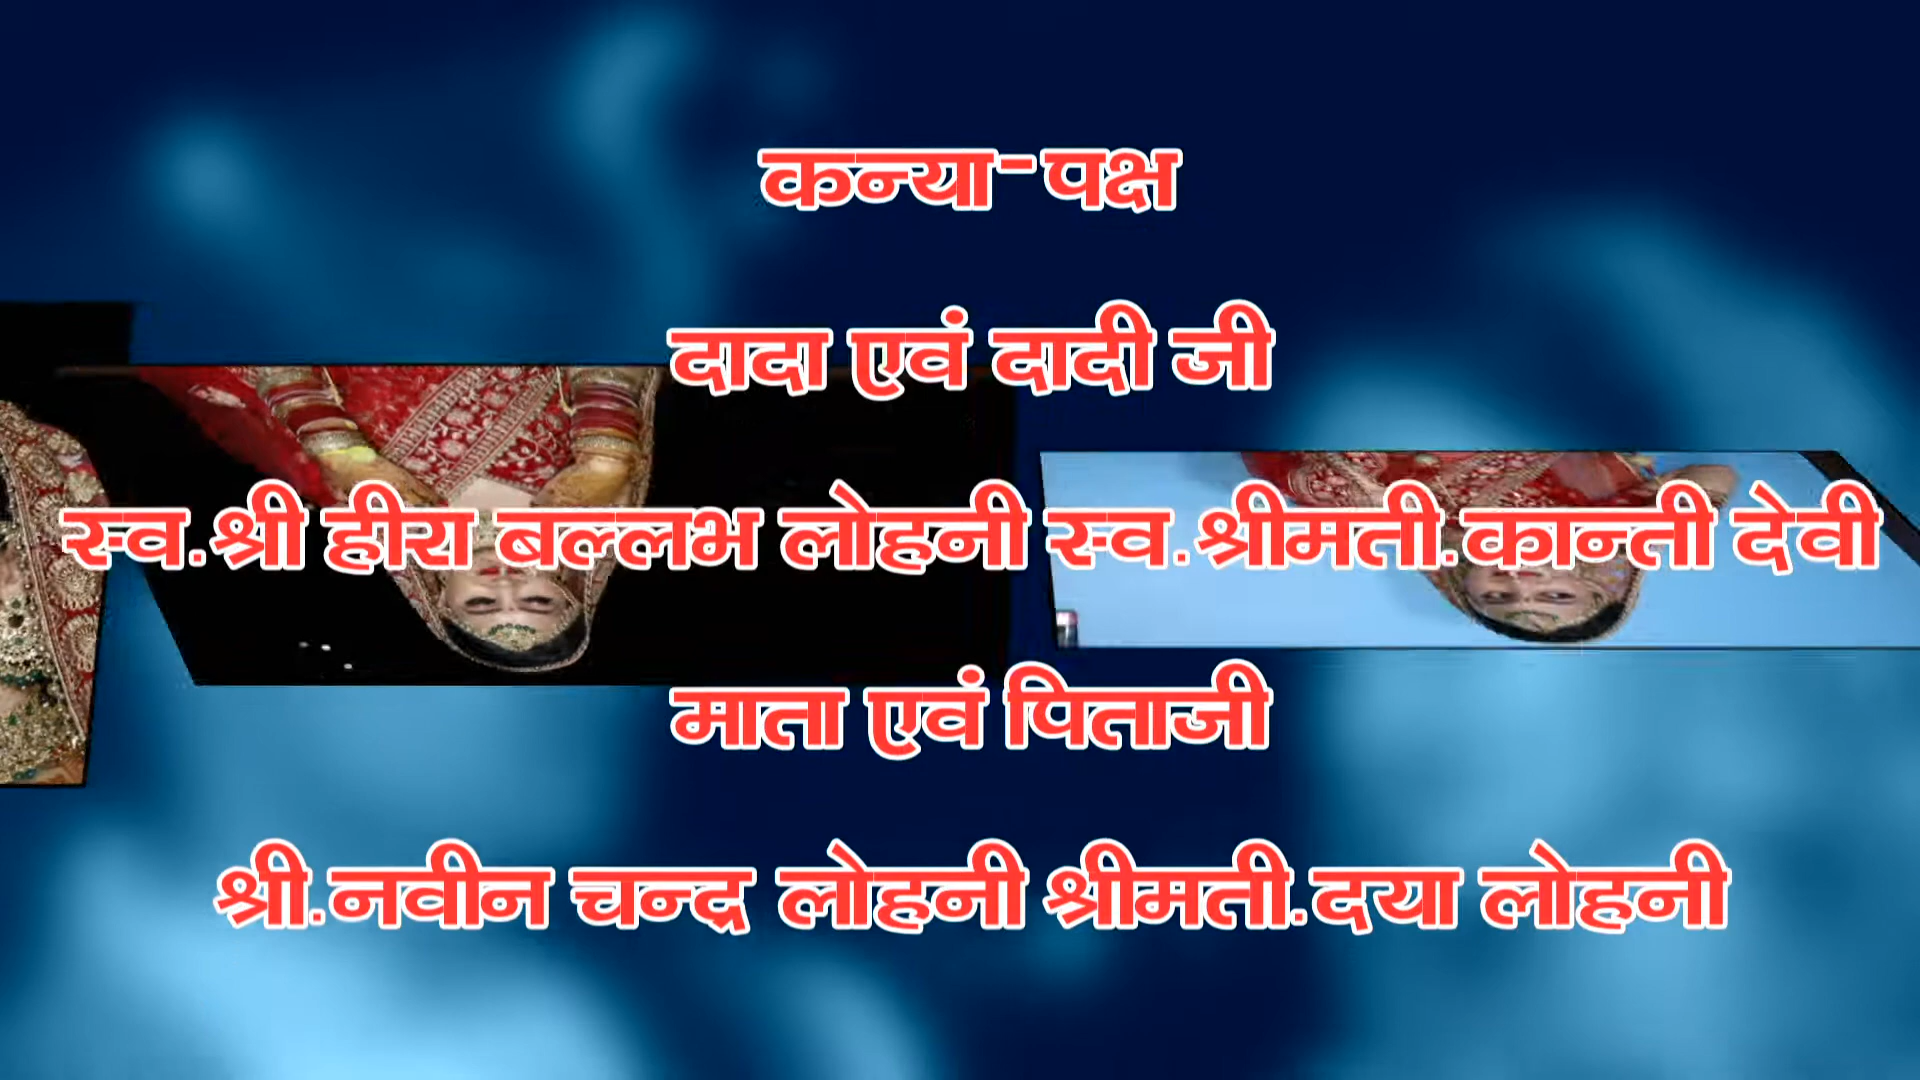 कन्या-पक्ष
दादा एवं दादी जी
स्व.श्री हीरा बल्लभ लोहनी स्व.श्रीमती.कान्ती देवी
माता एवं पिताजी
श्री.नवीन चन्द्र लोहनी श्रीमती.दया लोहनी